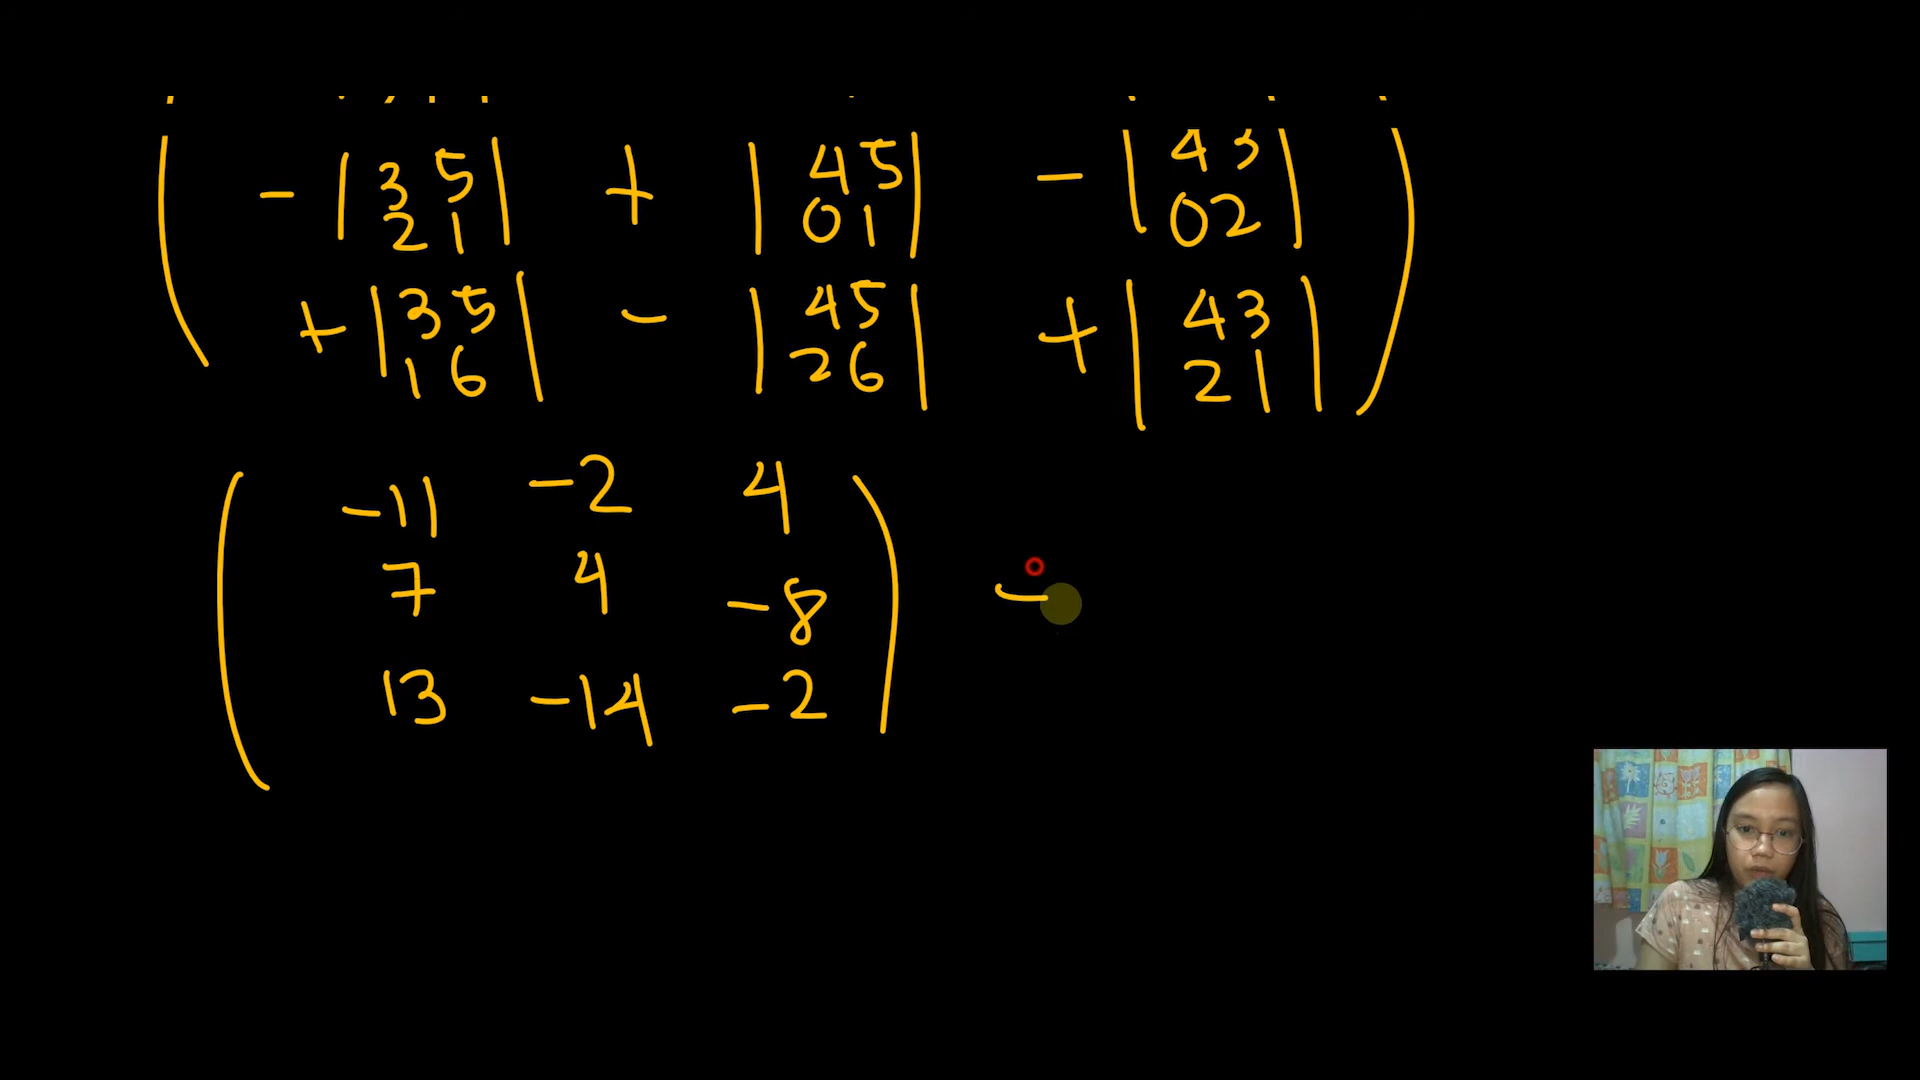 - |3 5| + |4 5| - |4 3|
2 1 0 1 0 2
+ |3 5| - |4 5| + |4 3|
1 6 2 6 2 1
-11 -2 4
7 4 -8
13 -14 -2